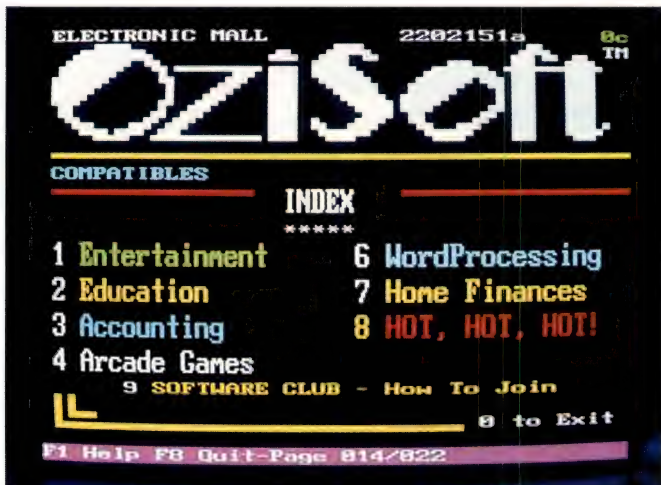 ELECTRONIC MALL 2202151a 0c
OziSoft TM
COMPATIBLES
INDEX
*****
1 Entertainment 6 WordProcessing
2 Education 7 Home Finances
3 Accounting 8 HOT, HOT, HOT!
4 Arcade Games
9 SOFTWARE CLUB - How To Join
0 to Exit
F1 Help F8 Quit-Page 014/022